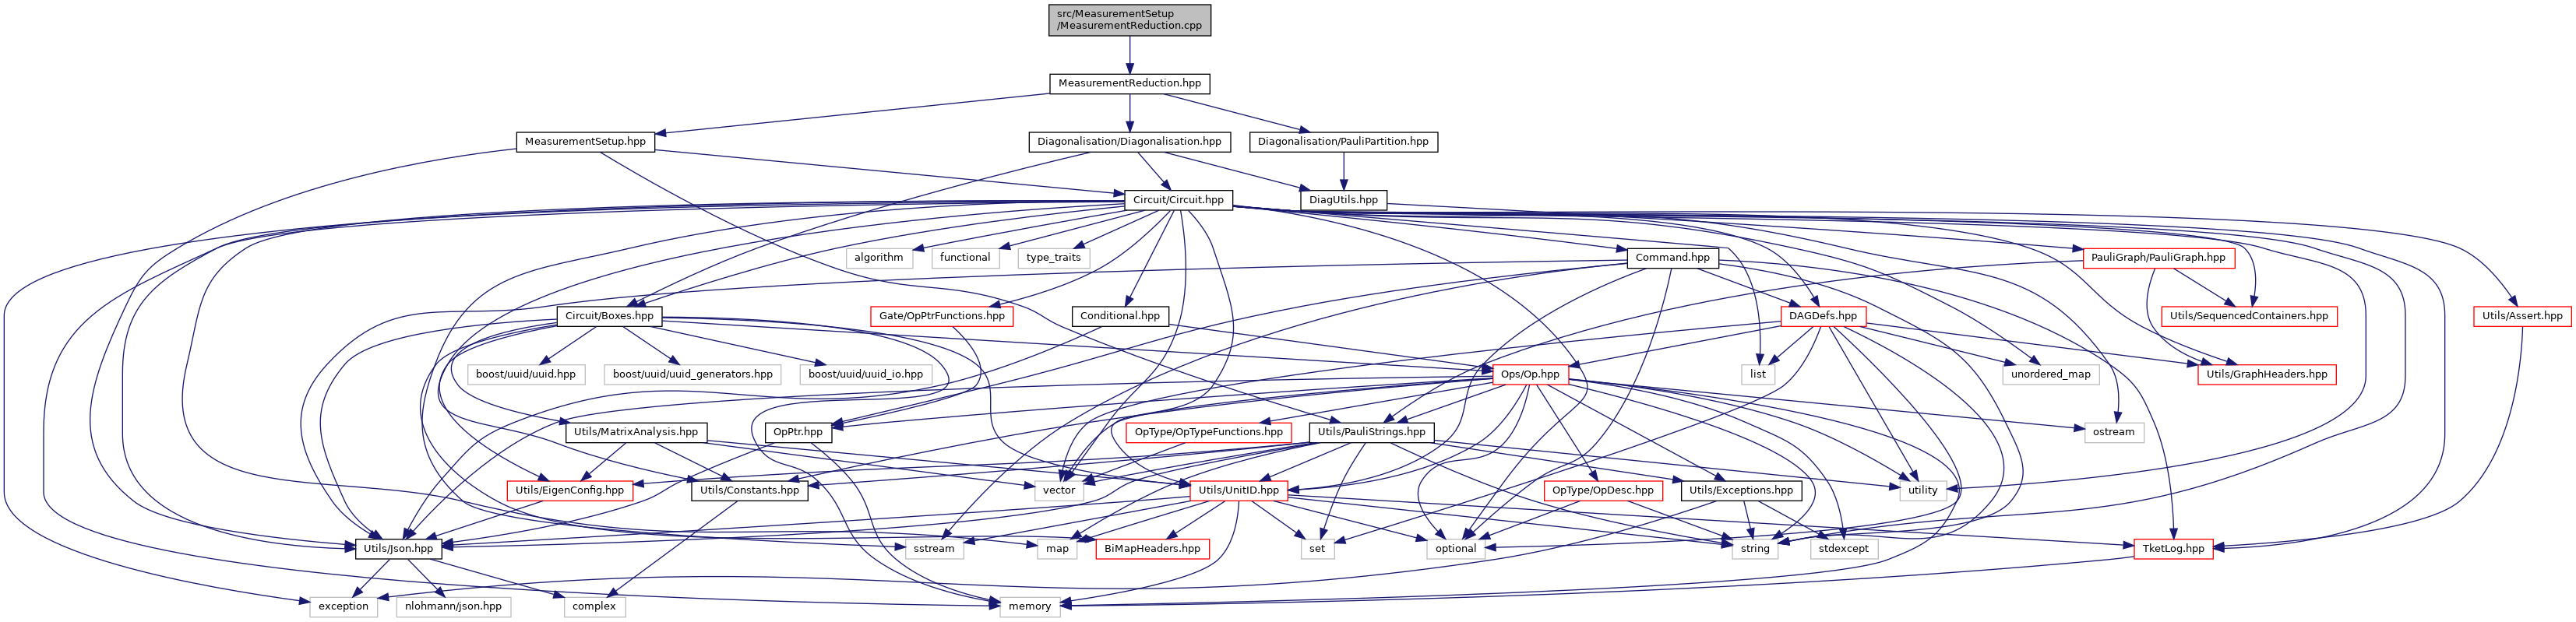 src/MeasurementSetup
/MeasurementReduction.cpp
MeasurementReduction.hpp
MeasurementSetup.hpp
Diagonalisation/Diagonalisation.hpp
Diagonalisation/PauliPartition.hpp
Circuit/Circuit.hpp
DiagUtils.hpp
algorithm
functional
type_traits
Command.hpp
PauliGraph/PauliGraph.hpp
Circuit/Boxes.hpp
Gate/OpPtrFunctions.hpp
Conditional.hpp
DAGDefs.hpp
Utils/SequencedContainers.hpp
Utils/Assert.hpp
boost/uuid/uuid.hpp
boost/uuid/uuid_generators.hpp
boost/uuid/uuid_io.hpp
Ops/Op.hpp
list
unordered_map
Utils/GraphHeaders.hpp
Utils/MatrixAnalysis.hpp
OpPtr.hpp
OpType/OpTypeFunctions.hpp
Utils/PauliStrings.hpp
ostream
Utils/EigenConfig.hpp
Utils/Constants.hpp
vector
Utils/UnitID.hpp
OpType/OpDesc.hpp
Utils/Exceptions.hpp
utility
Utils/Json.hpp
sstream
map
BiMapHeaders.hpp
set
optional
string
stdexcept
TketLog.hpp
exception
nlohmann/json.hpp
complex
memory